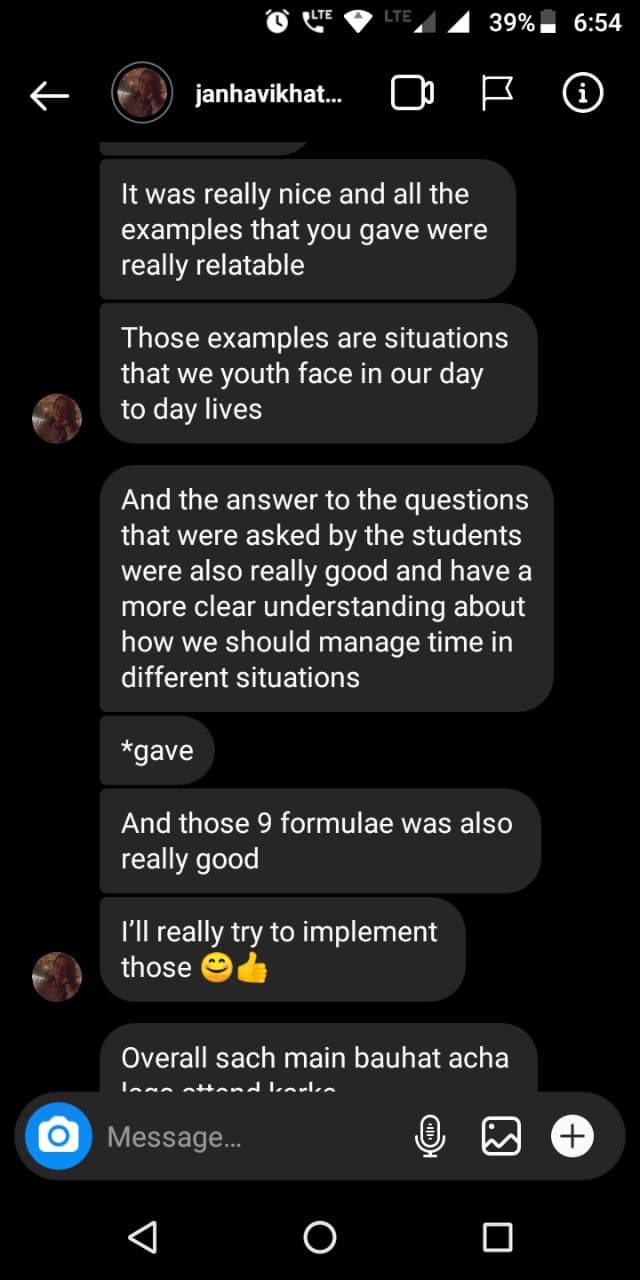 LTE LTE 39% 6:54
janhavikhat...
It was really nice and all the
examples that you gave were
really relatable
Those examples are situations
that we youth face in our day
to day lives
And the answer to the questions
that were asked by the students
were also really good and have a
more clear understanding about
how we should manage time in
different situations
*gave
And those 9 formulae was also
really good
I'll really try to implement
those 😊👍
Overall sach main bauhat acha
laga attend karke
Message...